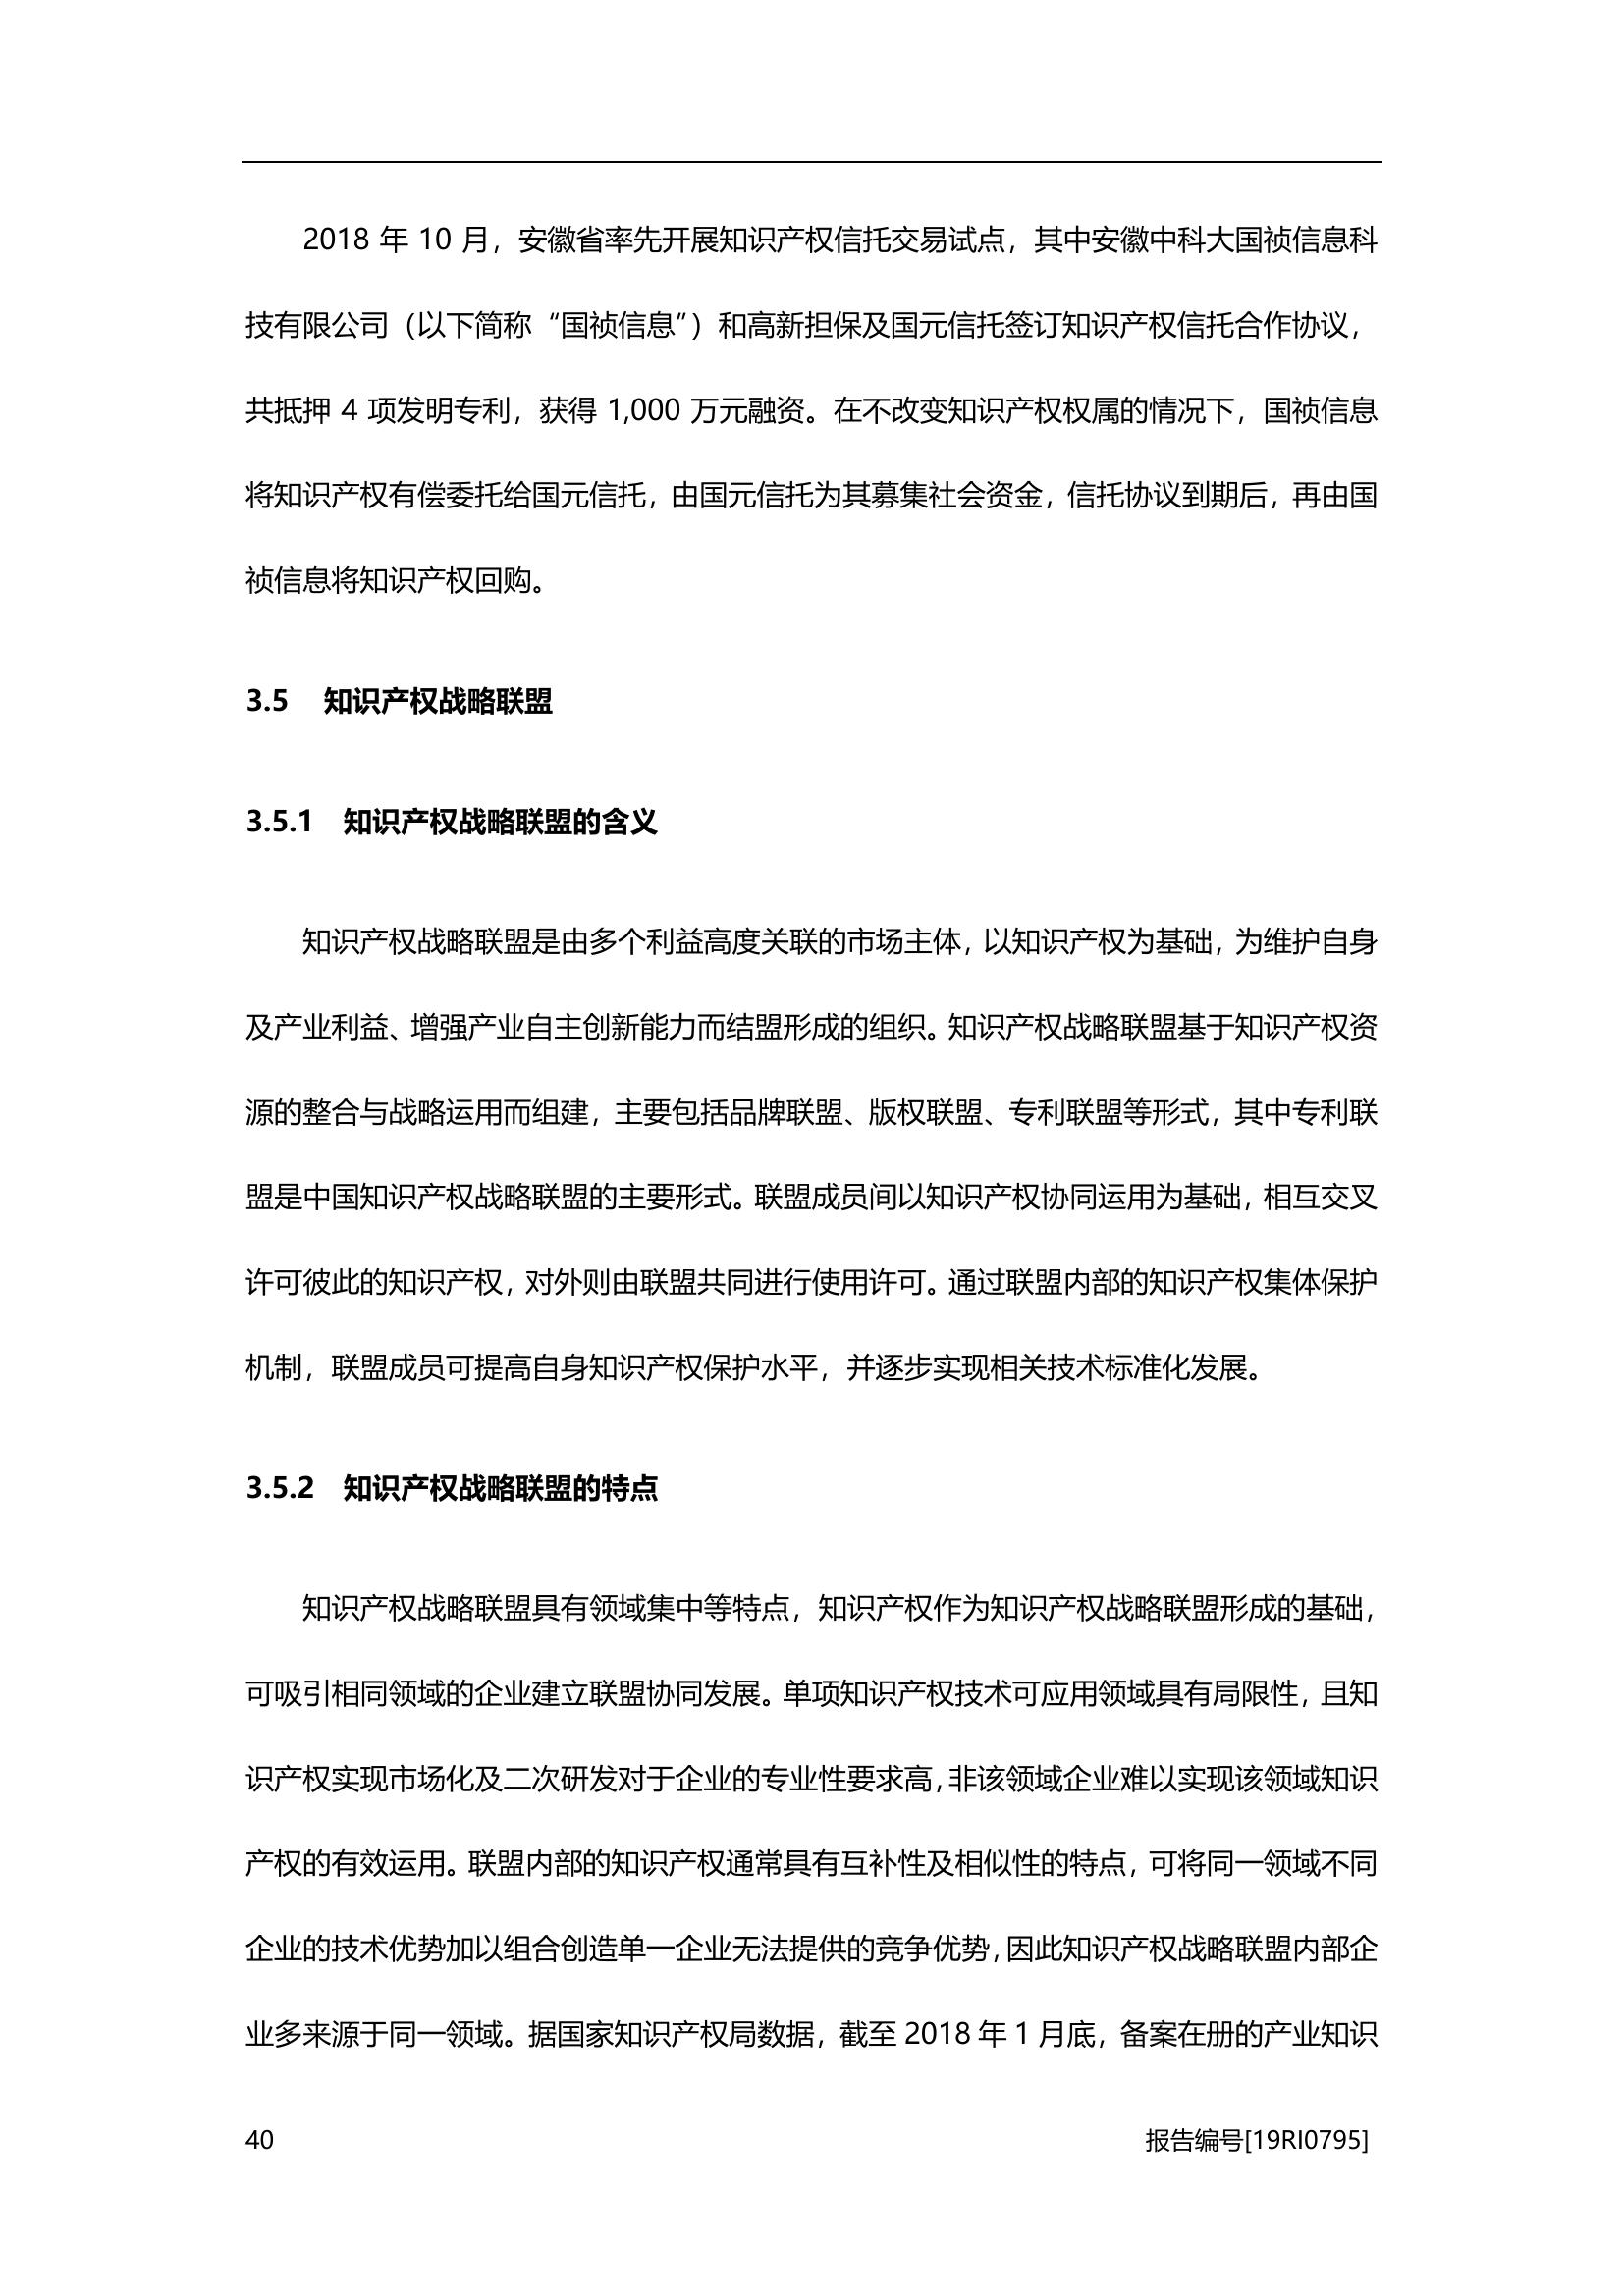 2018 年 10 月，安徽省率先开展知识产权信托交易试点，其中安徽中科大国祯信息科
技有限公司（以下简称“国祯信息”）和高新担保及国元信托签订知识产权信托合作协议，
共抵押 4 项发明专利，获得 1,000 万元融资。在不改变知识产权权属的情况下，国祯信息
将知识产权有偿委托给国元信托，由国元信托为其募集社会资金，信托协议到期后，再由国
祯信息将知识产权回购。
3.5 知识产权战略联盟
3.5.1 知识产权战略联盟的含义
知识产权战略联盟是由多个利益高度关联的市场主体，以知识产权为基础，为维护自身
及产业利益、增强产业自主创新能力而结盟形成的组织。知识产权战略联盟基于知识产权资
源的整合与战略运用而组建，主要包括品牌联盟、版权联盟、专利联盟等形式，其中专利联
盟是中国知识产权战略联盟的主要形式。联盟成员间以知识产权协同运用为基础，相互交叉
许可彼此的知识产权，对外则由联盟共同进行使用许可。通过联盟内部的知识产权集体保护
机制，联盟成员可提高自身知识产权保护水平，并逐步实现相关技术标准化发展。
3.5.2 知识产权战略联盟的特点
知识产权战略联盟具有领域集中等特点，知识产权作为知识产权战略联盟形成的基础，
可吸引相同领域的企业建立联盟协同发展。单项知识产权技术可应用领域具有局限性，且知
识产权实现市场化及二次研发对于企业的专业性要求高，非该领域企业难以实现该领域知识
产权的有效运用。联盟内部的知识产权通常具有互补性及相似性的特点，可将同一领域不同
企业的技术优势加以组合创造单一企业无法提供的竞争优势，因此知识产权战略联盟内部企
业多来源于同一领域。据国家知识产权局数据，截至 2018 年 1 月底，备案在册的产业知识
40 报告编号[19RI0795]